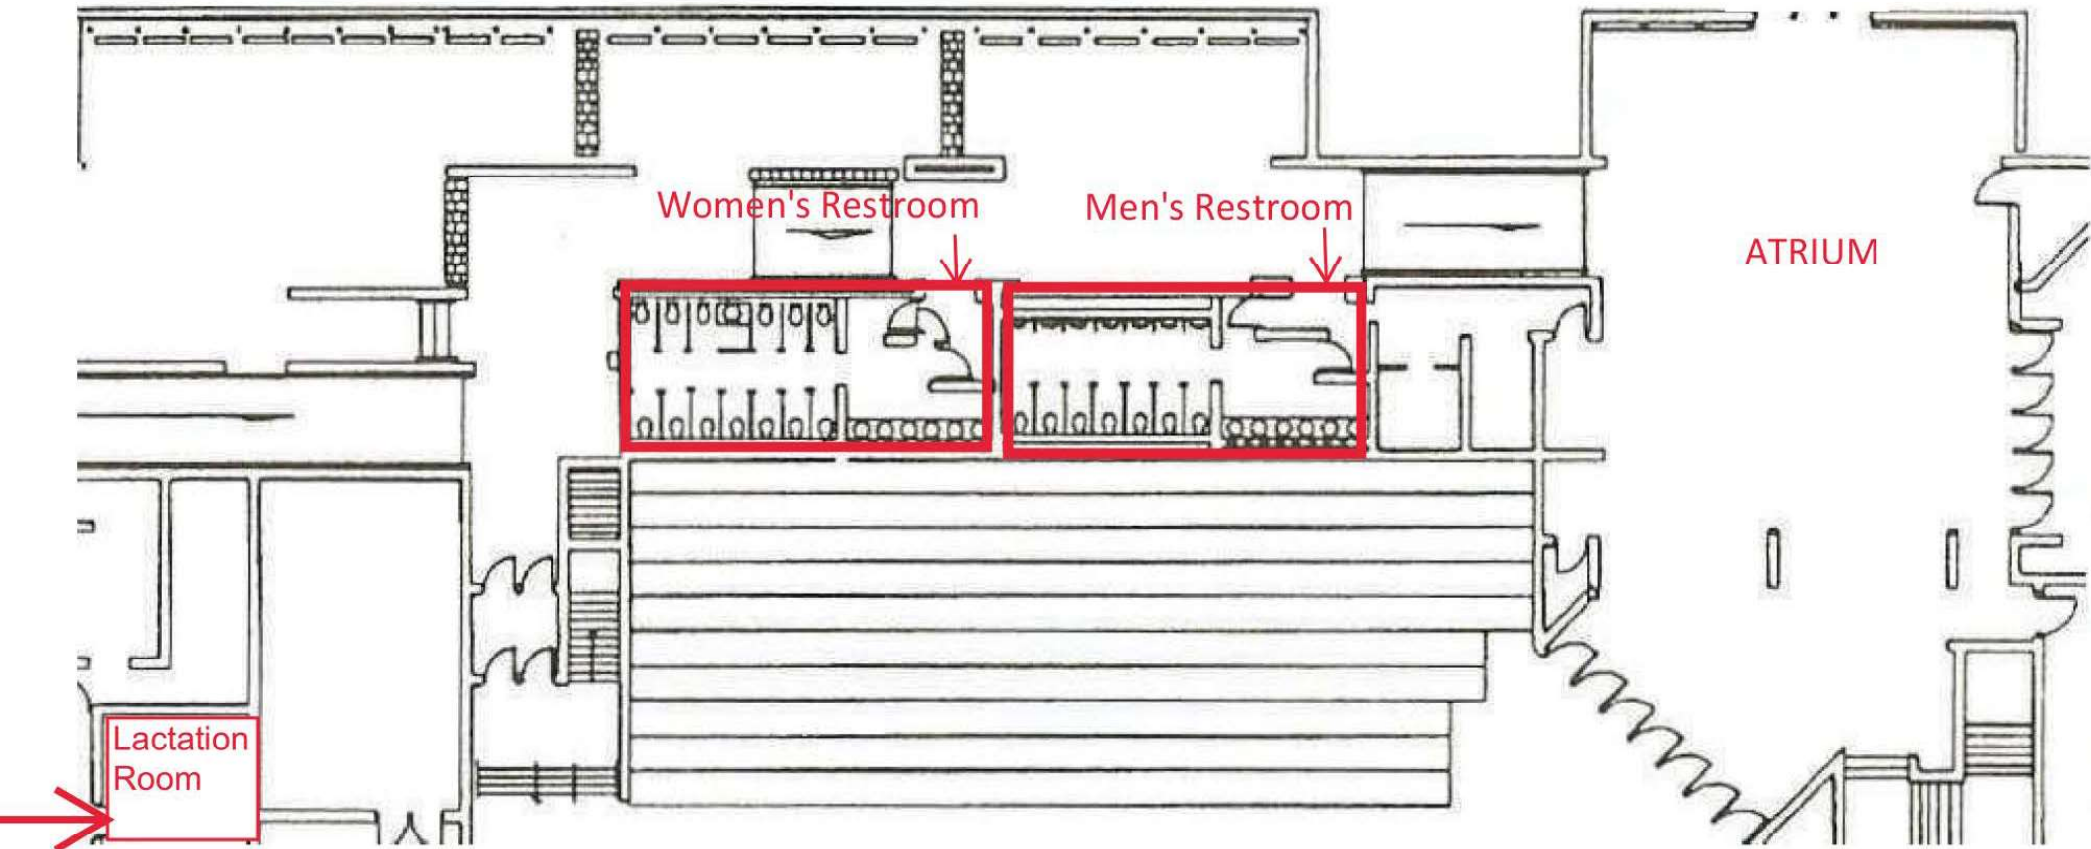 Women's Restroom
Men's Restroom
ATRIUM
Lactation
Room